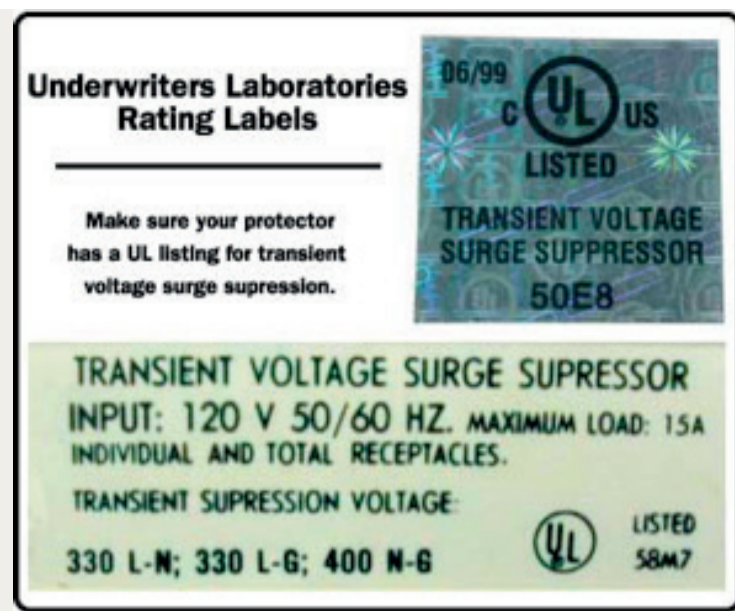 Underwriters Laboratories
Rating Labels
Make sure your protector
has a UL listing for transient
voltage surge supression.
06/99
C UL US
LISTED
TRANSIENT VOLTAGE
SURGE SUPPRESSOR
50E8
TRANSIENT VOLTAGE SURGE SUPRESSOR
INPUT: 120 V 50/60 HZ. MAXIMUM LOAD: 15A
INDIVIDUAL AND TOTAL RECEPTACLES.
TRANSIENT SUPRESSION VOLTAGE:
330 L-N; 330 L-G; 400 N-G
UL LISTED
58M7